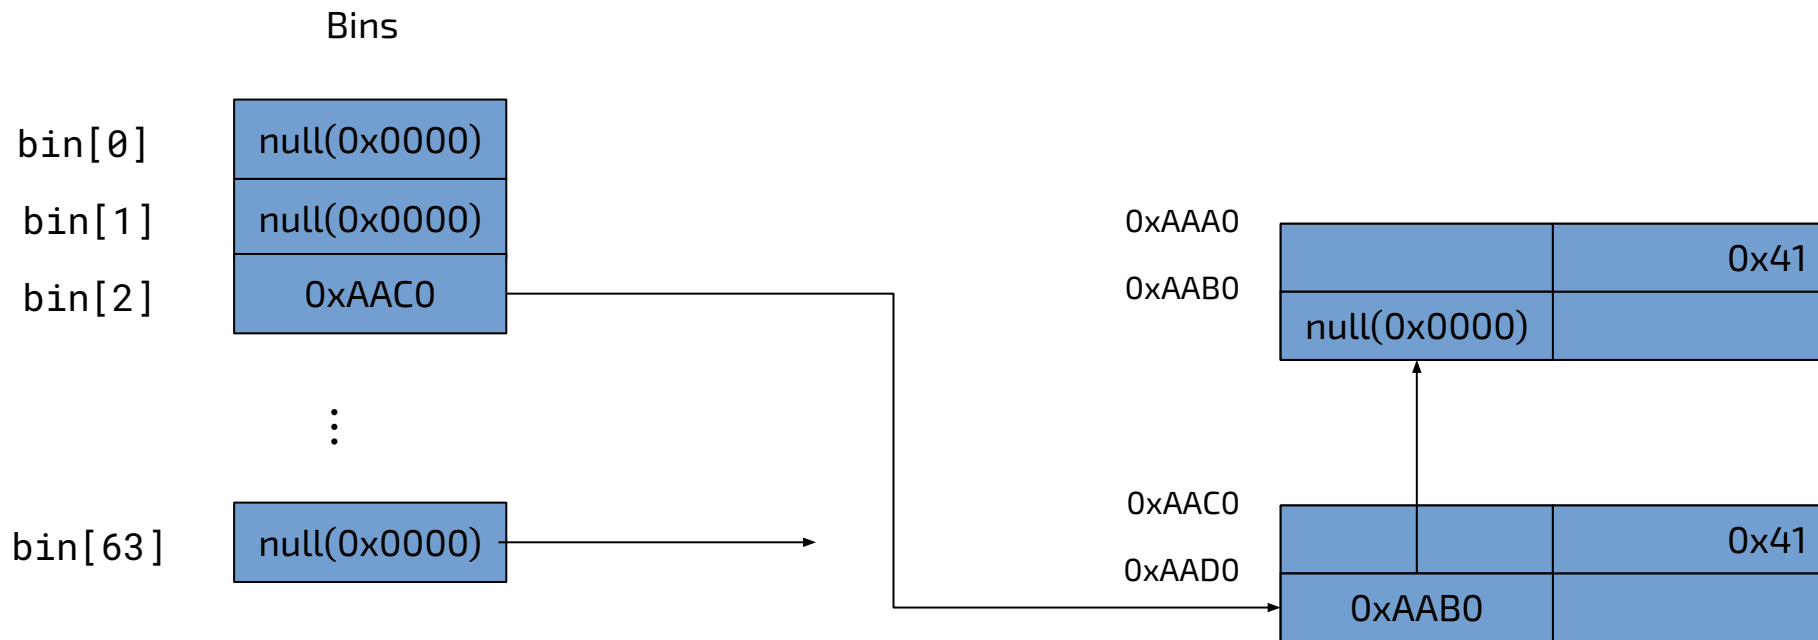 Bins
bin[0]
null(0x0000)
bin[1]
null(0x0000)
bin[2]
0xAAC0
⋮
bin[63]
null(0x0000)
0xAAA0
0x41
0xAAB0
null(0x0000)
0xAAC0
0x41
0xAAD0
0xAAB0